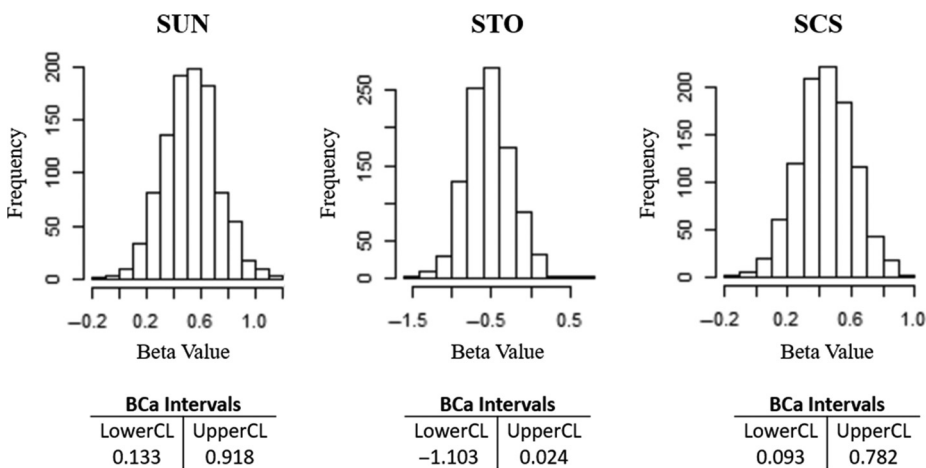 SUN
Frequency
200
150
100
50
0
−0.2 0.2 0.6 1.0
Beta Value
BCa Intervals
LowerCL UpperCL
0.133 0.918
STO
Frequency
250
150
50
0
−1.5 −0.5 0.5
Beta Value
BCa Intervals
LowerCL UpperCL
−1.103 0.024
SCS
Frequency
200
150
100
50
0
−0.2 0.2 0.6 1.0
Beta Value
BCa Intervals
LowerCL UpperCL
0.093 0.782